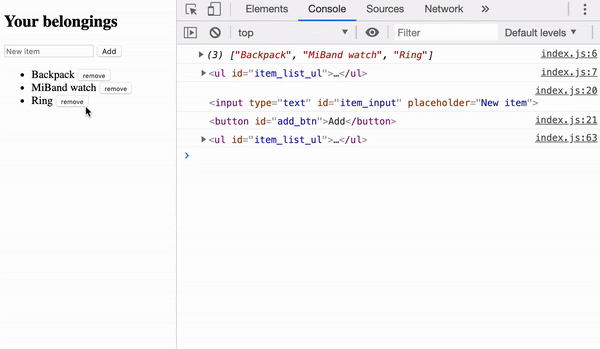 Your belongings
New item Add
Backpack remove
MiBand watch remove
Ring remove
Elements Console Sources Network »
top Filter Default levels
(3) ["Backpack", "MiBand watch", "Ring"] index.js:6
<ul id="item_list_ul">…</ul> index.js:7
index.js:20
<input type="text" id="item_input" placeholder="New item">
<button id="add_btn">Add</button> index.js:21
<ul id="item_list_ul">…</ul> index.js:63